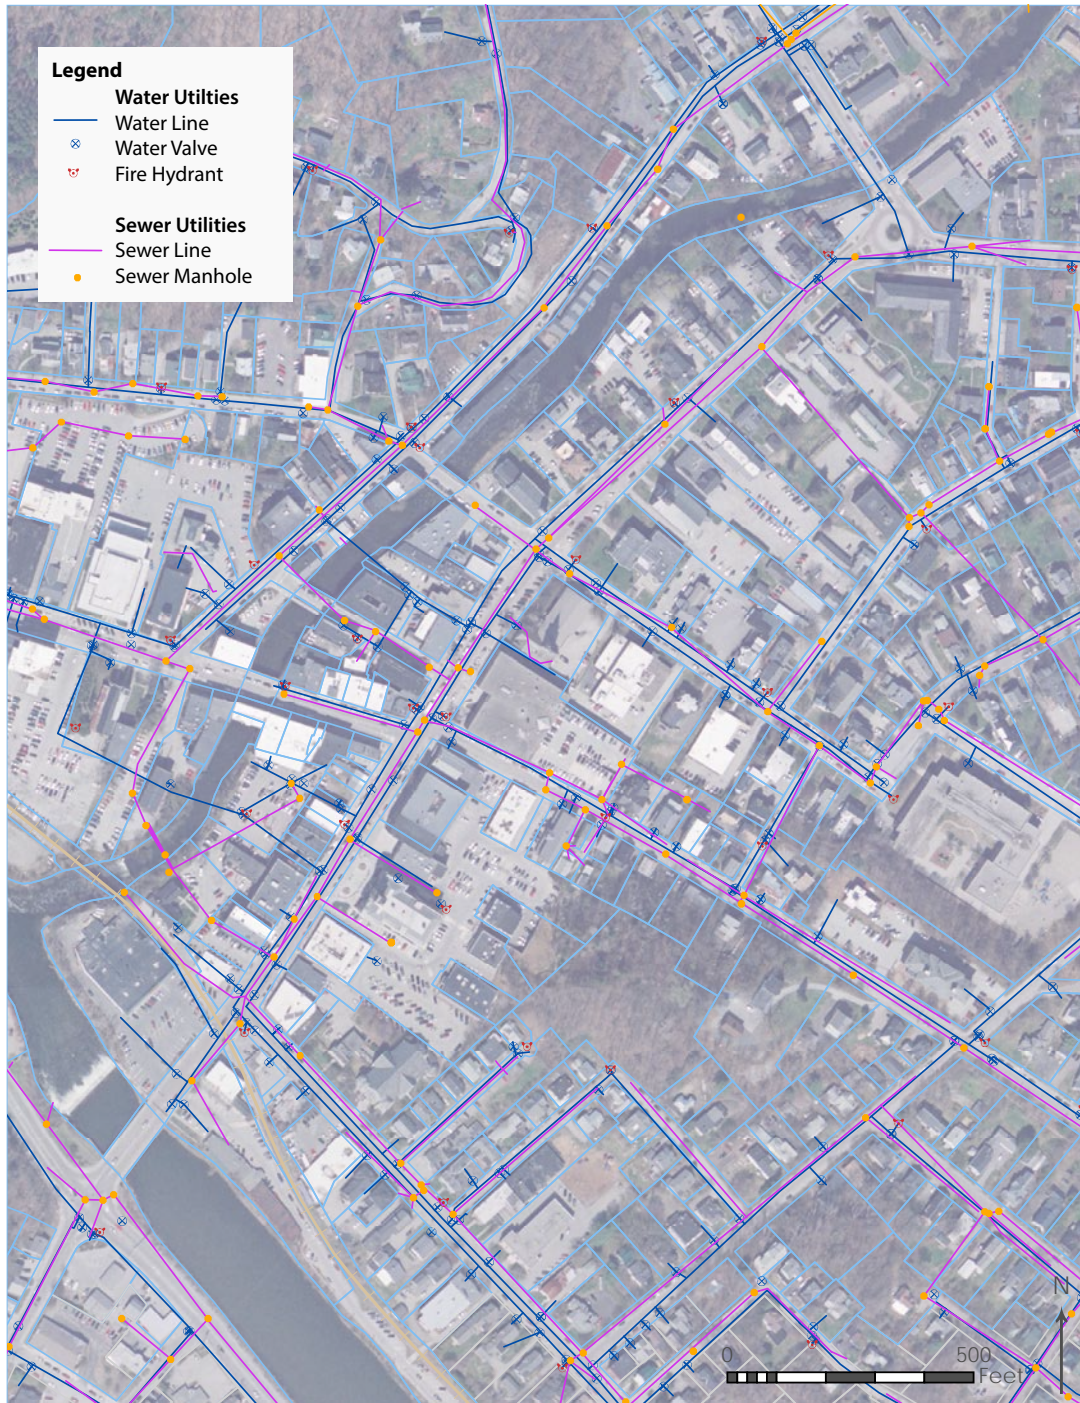 Legend
Water Utilties
Water Line
Water Valve
Fire Hydrant
Sewer Utilities
Sewer Line
Sewer Manhole
N
0 500
Feet